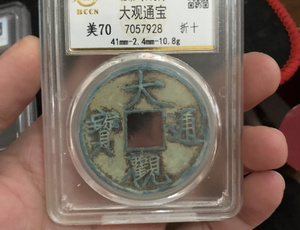 BCCN
大观通宝
美70 7057928 折十
41mm-2.4mm-10.8g
大
寶 通
觀